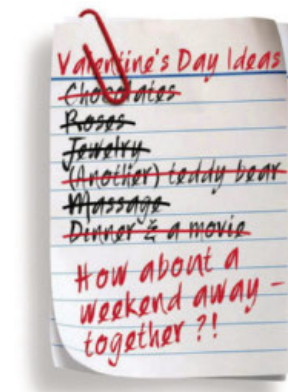 Valentine's Day Ideas
Chocolates
Roses
Jewelry
(Another) teddy bear
Massage
Dinner & a movie
How about a
weekend away -
together ?!